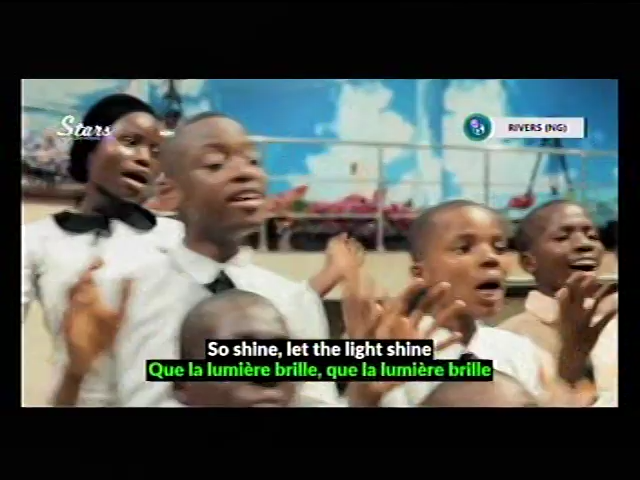 Stars
RIVERS (NG)
So shine, let the light shine
Que la lumière brille, que la lumière brille